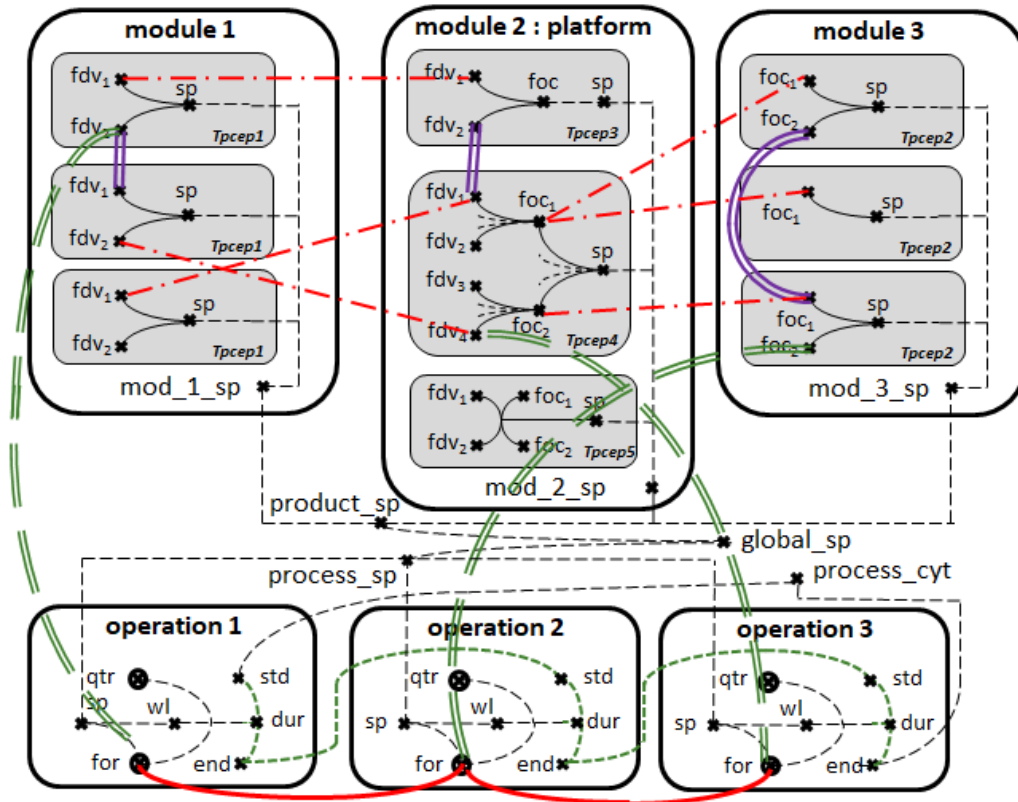 module 1
fdv1
sp
fdv2
Tpcep1
fdv1
sp
fdv2
Tpcep1
fdv1
sp
fdv2
Tpcep1
mod_1_sp
module 2 : platform
fdv1
foc
sp
fdv2
Tpcep3
fdv1
foc1
fdv2
sp
fdv3
foc2
fdv4
Tpcep4
fdv1
foc1
sp
fdv2
foc2
Tpcep5
mod_2_sp
module 3
foc1
sp
foc2
Tpcep2
foc1
sp
Tpcep2
foc1
sp
foc2
Tpcep2
mod_3_sp
product_sp
global_sp
process_sp
process_cyt
operation 1
qtr
std
sp
wl
dur
for
end
operation 2
qtr
std
sp
wl
dur
for
end
operation 3
qtr
std
sp
wl
dur
for
end